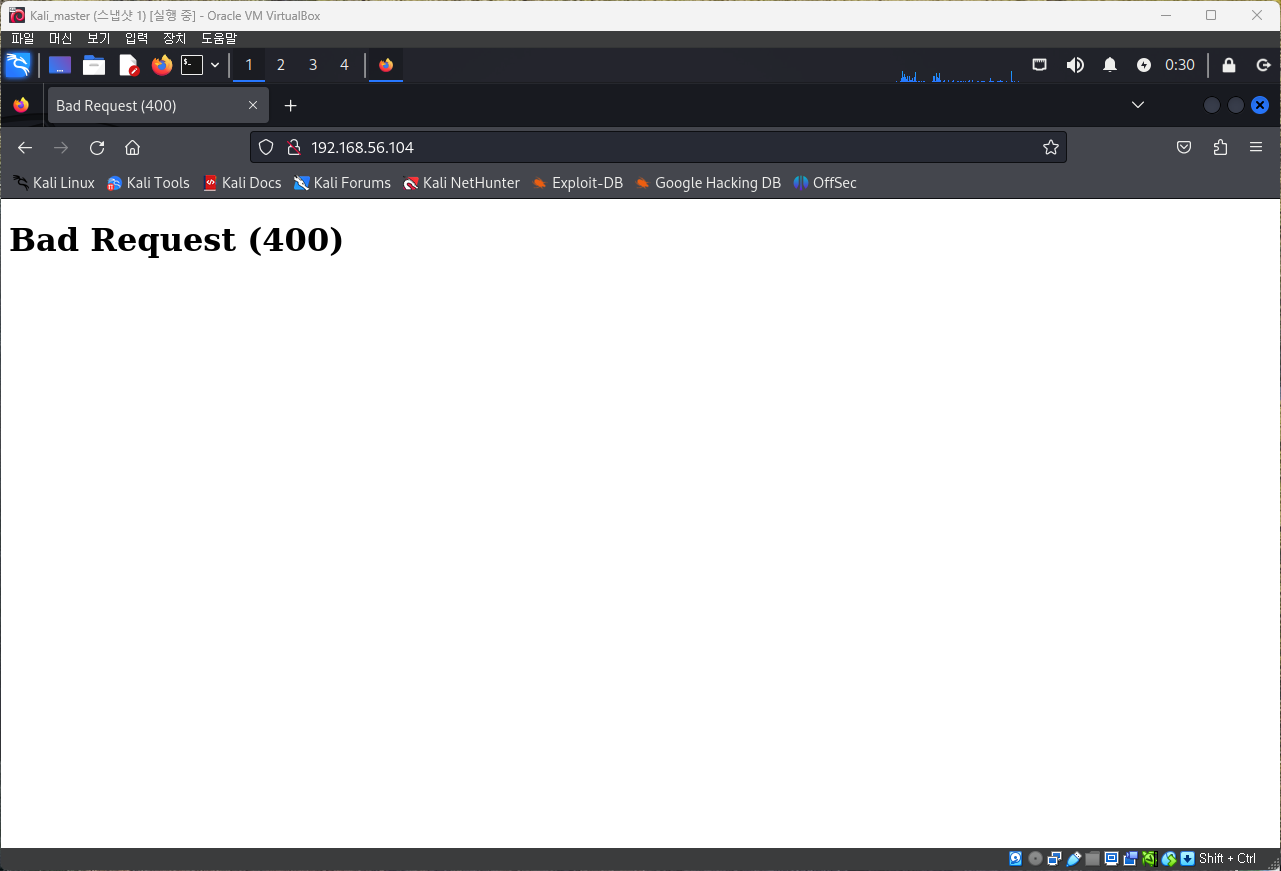 Kali_master (스냅샷 1) [실행 중] - Oracle VM VirtualBox
파일 머신 보기 입력 장치 도움말
1 2 3 4 0:30
Bad Request (400)
192.168.56.104
Kali Linux Kali Tools Kali Docs Kali Forums Kali NetHunter Exploit-DB Google Hacking DB OffSec
Bad Request (400)
Shift + Ctrl